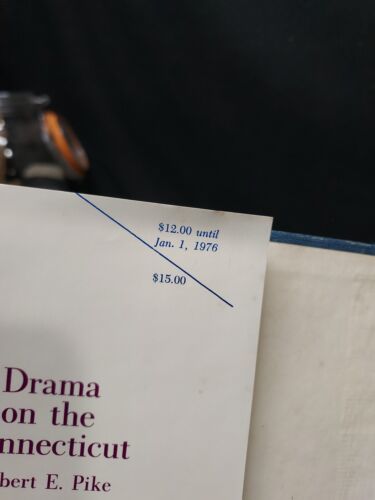 $12.00 until
Jan. 1, 1976
$15.00
Drama
on the
nnecticut
bert E. Pike